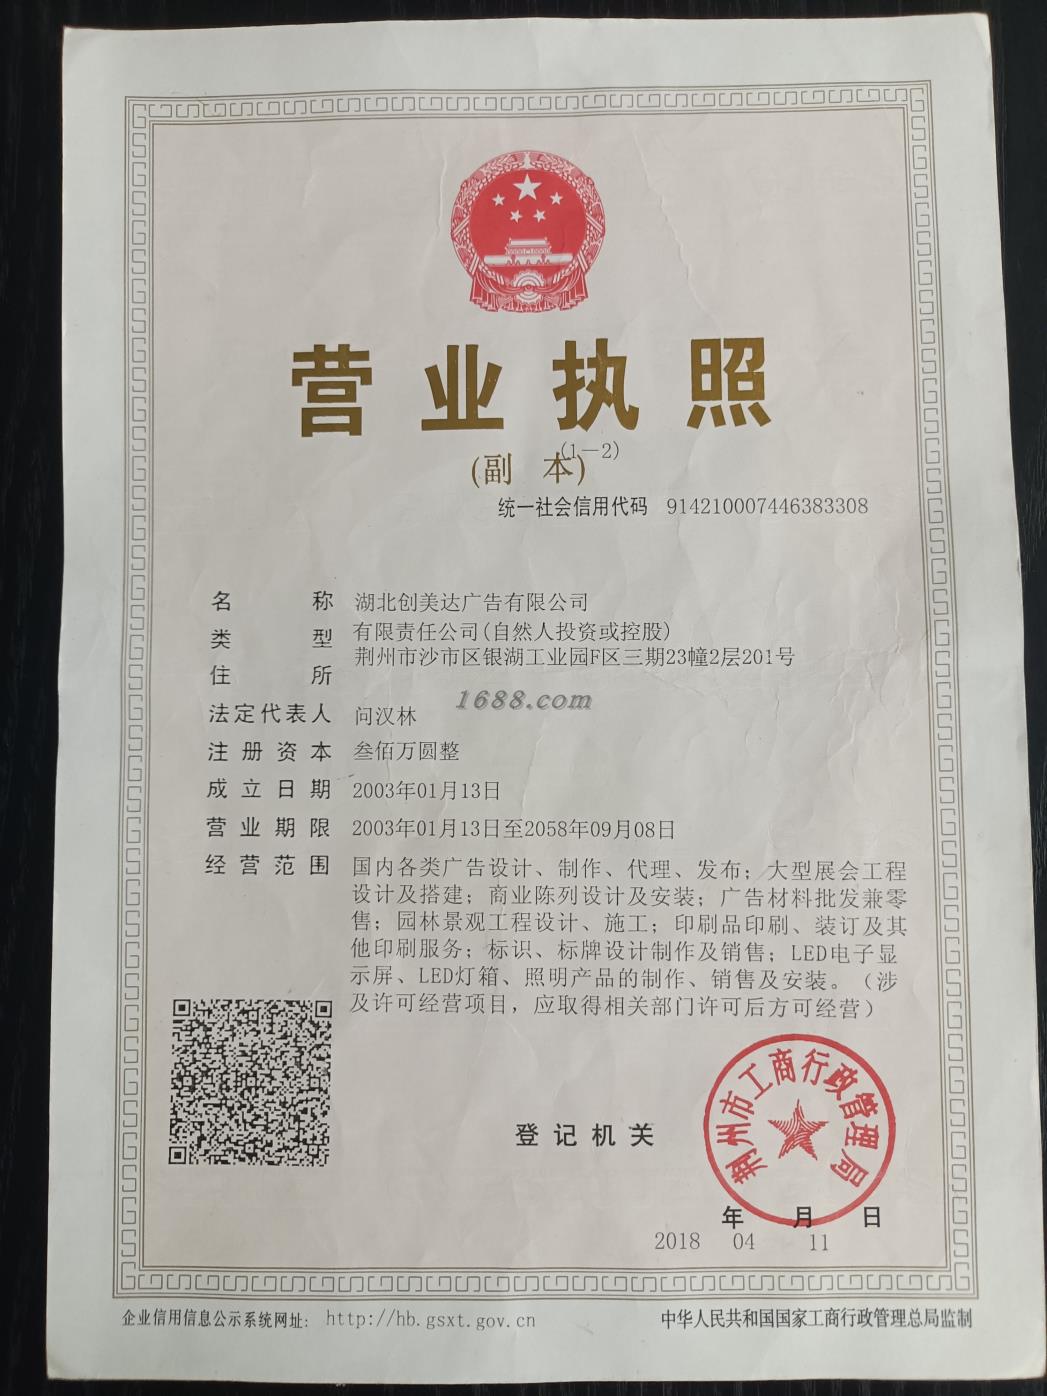 营业执照
(副 本)
(1-2)
统一社会信用代码 914210007446383308
名 称 湖北创美达广告有限公司
类 型 有限责任公司(自然人投资或控股)
住 所 荆州市沙市区银湖工业园F区三期23幢2层201号
1688.com
法定代表人 问汉林
注册资本 叁佰万圆整
成立日期 2003年01月13日
营业期限 2003年01月13日至2058年09月08日
经营范围 国内各类广告设计、制作、代理、发布；大型展会工程
设计及搭建；商业陈列设计及安装；广告材料批发兼零
售；园林景观工程设计、施工；印刷品印刷、装订及其
他印刷服务；标识、标牌设计制作及销售；LED电子显
示屏、LED灯箱、照明产品的制作、销售及安装。（涉
及许可经营项目，应取得相关部门许可后方可经营）
荆州市工商行政管理局
登记机关
年 月 日
2018 04 11
企业信用信息公示系统网址： http://hb.gsxt.gov.cn
中华人民共和国国家工商行政管理总局监制